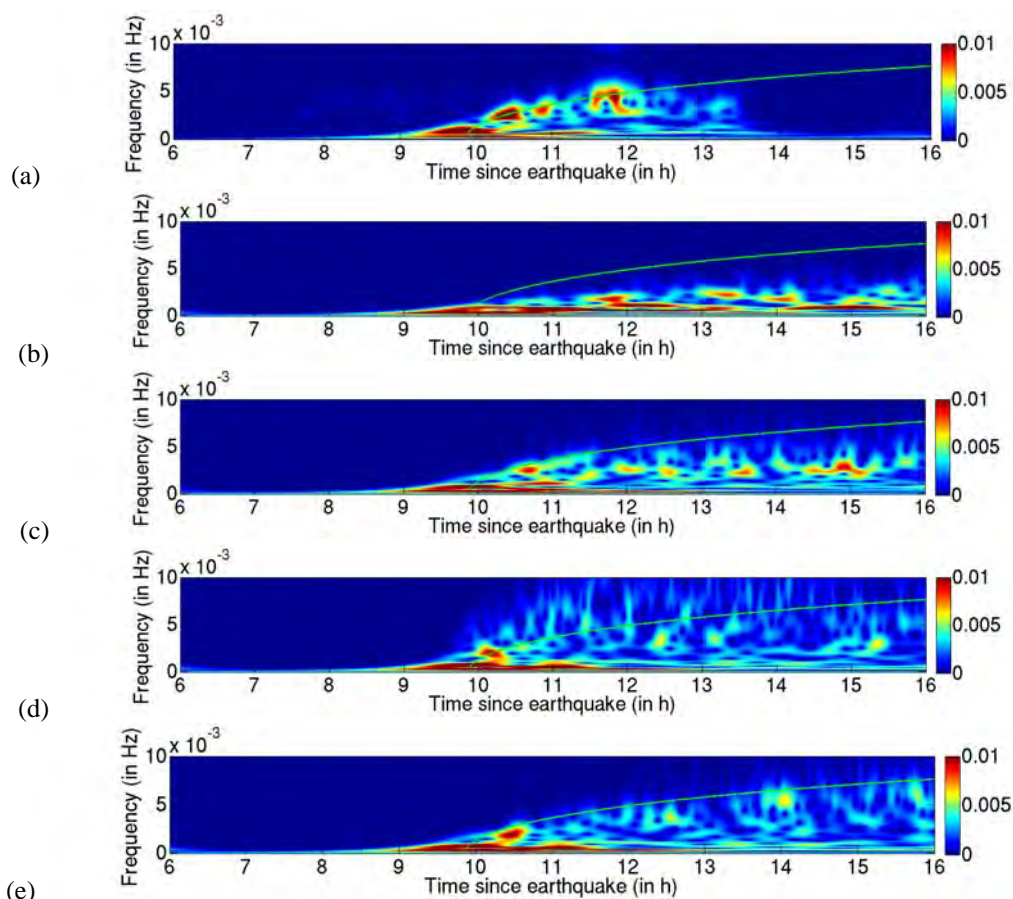 10 x 10 -3
5
0
Frequency (in Hz)
0.01
0.005
0
6 7 8 9 10 11 12 13 14 15 16
Time since earthquake (in h)
(a)
10 x 10 -3
5
0
Frequency (in Hz)
0.01
0.005
0
6 7 8 9 10 11 12 13 14 15 16
Time since earthquake (in h)
(b)
10 x 10 -3
5
0
Frequency (in Hz)
0.01
0.005
0
6 7 8 9 10 11 12 13 14 15 16
Time since earthquake (in h)
(c)
10 x 10 -3
5
0
Frequency (in Hz)
0.01
0.005
0
6 7 8 9 10 11 12 13 14 15 16
Time since earthquake (in h)
(d)
10 x 10 -3
5
0
Frequency (in Hz)
0.01
0.005
0
6 7 8 9 10 11 12 13 14 15 16
Time since earthquake (in h)
(e)